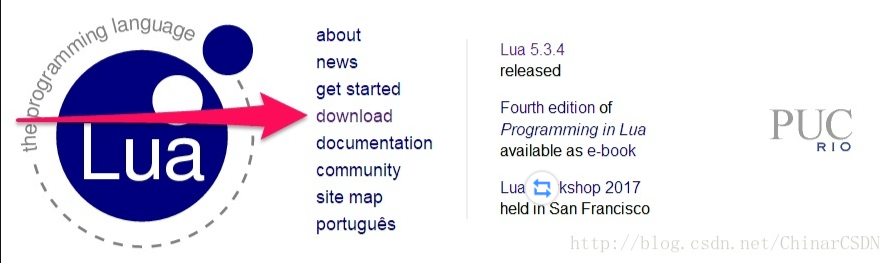 the programming language
Lua
about
news
get started
download
documentation
community
site map
português
Lua 5.3.4
released
Fourth edition of
Programming in Lua
available as e-book
Lua kshop 2017
held in San Francisco
PUC
RIO
http://blog.csdn.net/ChinarCSDN